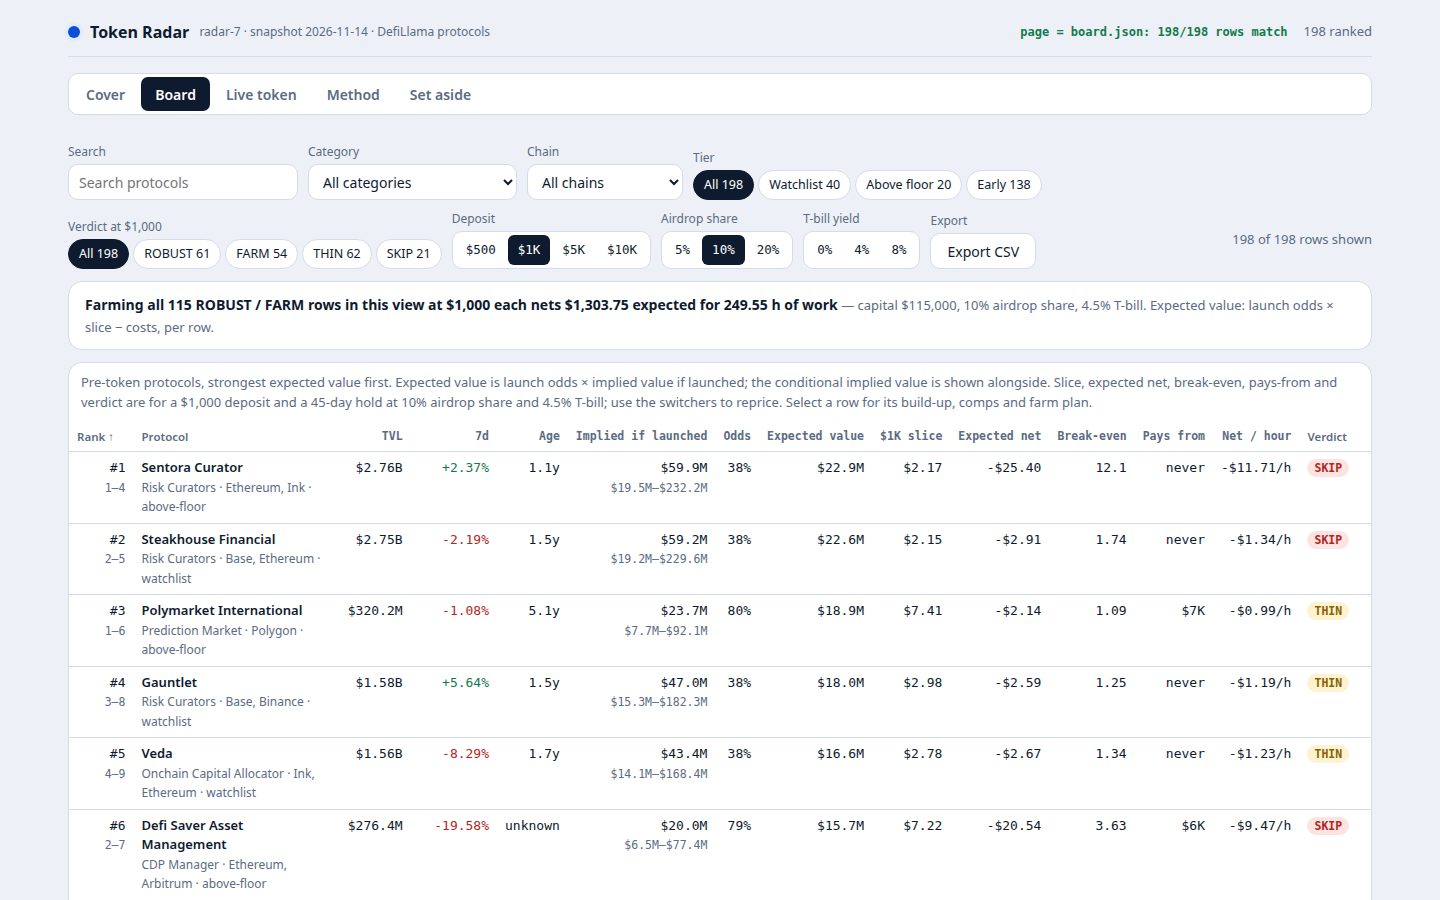 Token Radar radar-7 · snapshot 2026-11-14 · DefiLlama protocols page = board.json: 198/198 rows match 198 ranked
Cover Board Live token Method Set aside
Search Category Chain Tier
Search protocols All categories All chains All 198 Watchlist 40 Above floor 20 Early 138
Verdict at $1,000 Deposit Airdrop share T-bill yield Export
All 198 ROBUST 61 FARM 54 THIN 62 SKIP 21 $500 $1K $5K $10K 5% 10% 20% 0% 4% 8% Export CSV 198 of 198 rows shown
Farming all 115 ROBUST / FARM rows in this view at $1,000 each nets $1,303.75 expected for 249.55 h of work — capital $115,000, 10% airdrop share, 4.5% T-bill. Expected value: launch odds ×
slice − costs, per row.
Pre-token protocols, strongest expected value first. Expected value is launch odds × implied value if launched; the conditional implied value is shown alongside. Slice, expected net, break-even, pays-from and
verdict are for a $1,000 deposit and a 45-day hold at 10% airdrop share and 4.5% T-bill; use the switchers to reprice. Select a row for its build-up, comps and farm plan.
Rank ↑ Protocol TVL 7d Age Implied if launched Odds Expected value $1K slice Expected net Break-even Pays from Net / hour Verdict
#1 Sentora Curator $2.76B +2.37% 1.1y $59.9M 38% $22.9M $2.17 -$25.40 12.1 never -$11.71/h SKIP
1–4 Risk Curators · Ethereum, Ink · $19.5M–$232.2M
above-floor
#2 Steakhouse Financial $2.75B -2.19% 1.5y $59.2M 38% $22.6M $2.15 -$2.91 1.74 never -$1.34/h SKIP
2–5 Risk Curators · Base, Ethereum · $19.2M–$229.6M
watchlist
#3 Polymarket International $320.2M -1.08% 5.1y $23.7M 80% $18.9M $7.41 -$2.14 1.09 $7K -$0.99/h THIN
1–6 Prediction Market · Polygon · $7.7M–$92.1M
above-floor
#4 Gauntlet $1.58B +5.64% 1.5y $47.0M 38% $18.0M $2.98 -$2.59 1.25 never -$1.19/h THIN
3–8 Risk Curators · Base, Binance · $15.3M–$182.3M
watchlist
#5 Veda $1.56B -8.29% 1.7y $43.4M 38% $16.6M $2.78 -$2.67 1.34 never -$1.23/h THIN
4–9 Onchain Capital Allocator · Ink, $14.1M–$168.4M
Ethereum · watchlist
#6 Defi Saver Asset $276.4M -19.58% unknown $20.0M 79% $15.7M $7.22 -$20.54 3.63 $6K -$9.47/h SKIP
2–7 Management $6.5M–$77.4M
CDP Manager · Ethereum,
Arbitrum · above-floor